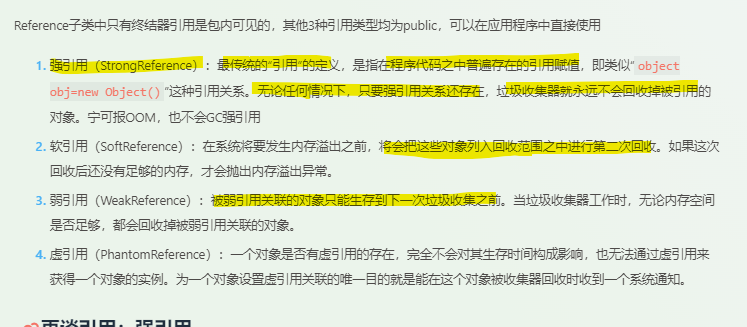 Reference子类中只有终结器引用是包内可见的，其他3种引用类型均为public，可以在应用程序中直接使用
1. 强引用（StrongReference）：最传统的“引用”的定义，是指在程序代码之中普遍存在的引用赋值，即类似“object
obj=new Object()”这种引用关系。无论任何情况下，只要强引用关系还存在，垃圾收集器就永远不会回收掉被引用的
对象。宁可报OOM，也不会GC强引用
2. 软引用（SoftReference）：在系统将要发生内存溢出之前，将会把这些对象列入回收范围之中进行第二次回收。如果这次
回收后还没有足够的内存，才会抛出内存溢出异常。
3. 弱引用（WeakReference）：被弱引用关联的对象只能生存到下一次垃圾收集之前。当垃圾收集器工作时，无论内存空间
是否足够，都会回收掉被弱引用关联的对象。
4. 虚引用（PhantomReference）：一个对象是否有虚引用的存在，完全不会对其生存时间构成影响，也无法通过虚引用来
获得一个对象的实例。为一个对象设置虚引用关联的唯一目的就是能在这个对象被收集器回收时收到一个系统通知。
再谈引用：强引用